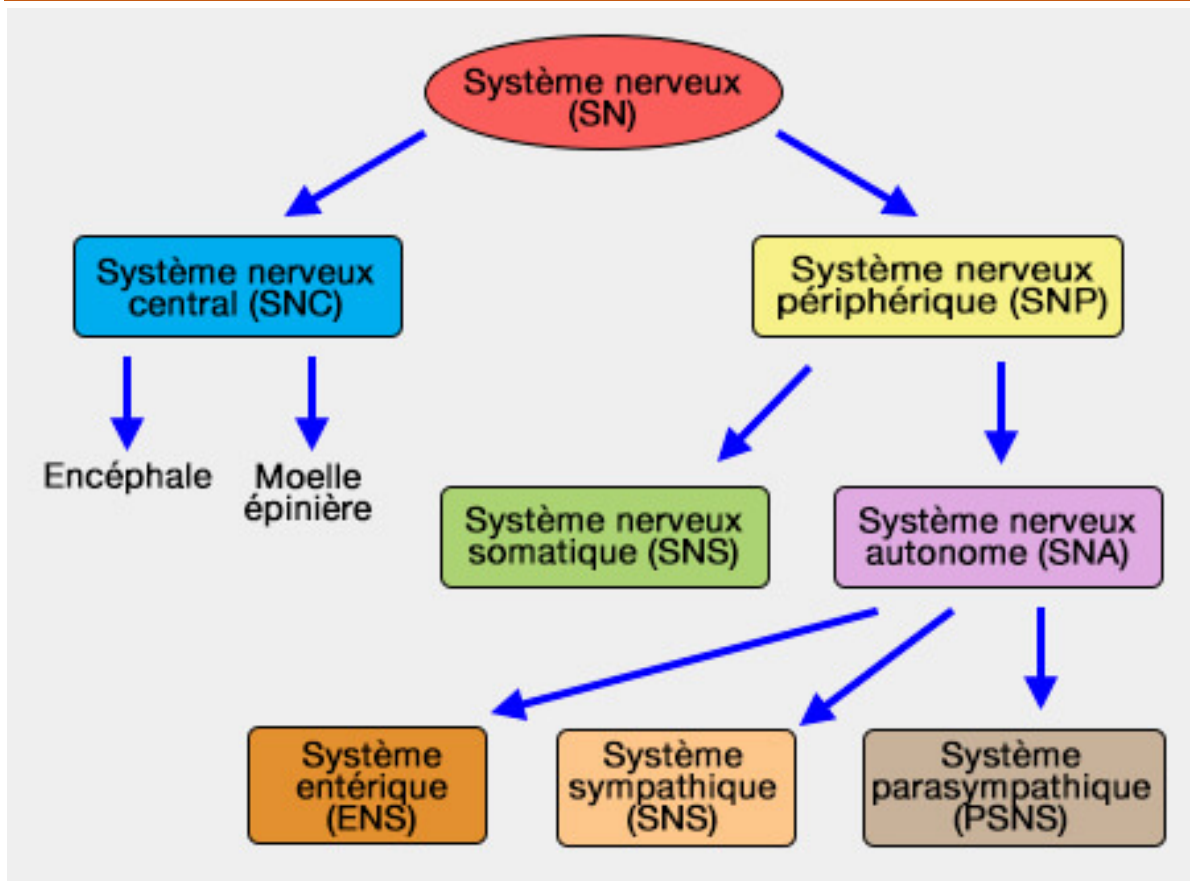 Système nerveux
(SN)
Système nerveux
central (SNC)
Système nerveux
périphérique (SNP)
Encéphale
Moelle
épinière
Système nerveux
somatique (SNS)
Système nerveux
autonome (SNA)
Système
entérique
(ENS)
Système
sympathique
(SNS)
Système
parasympathique
(PSNS)